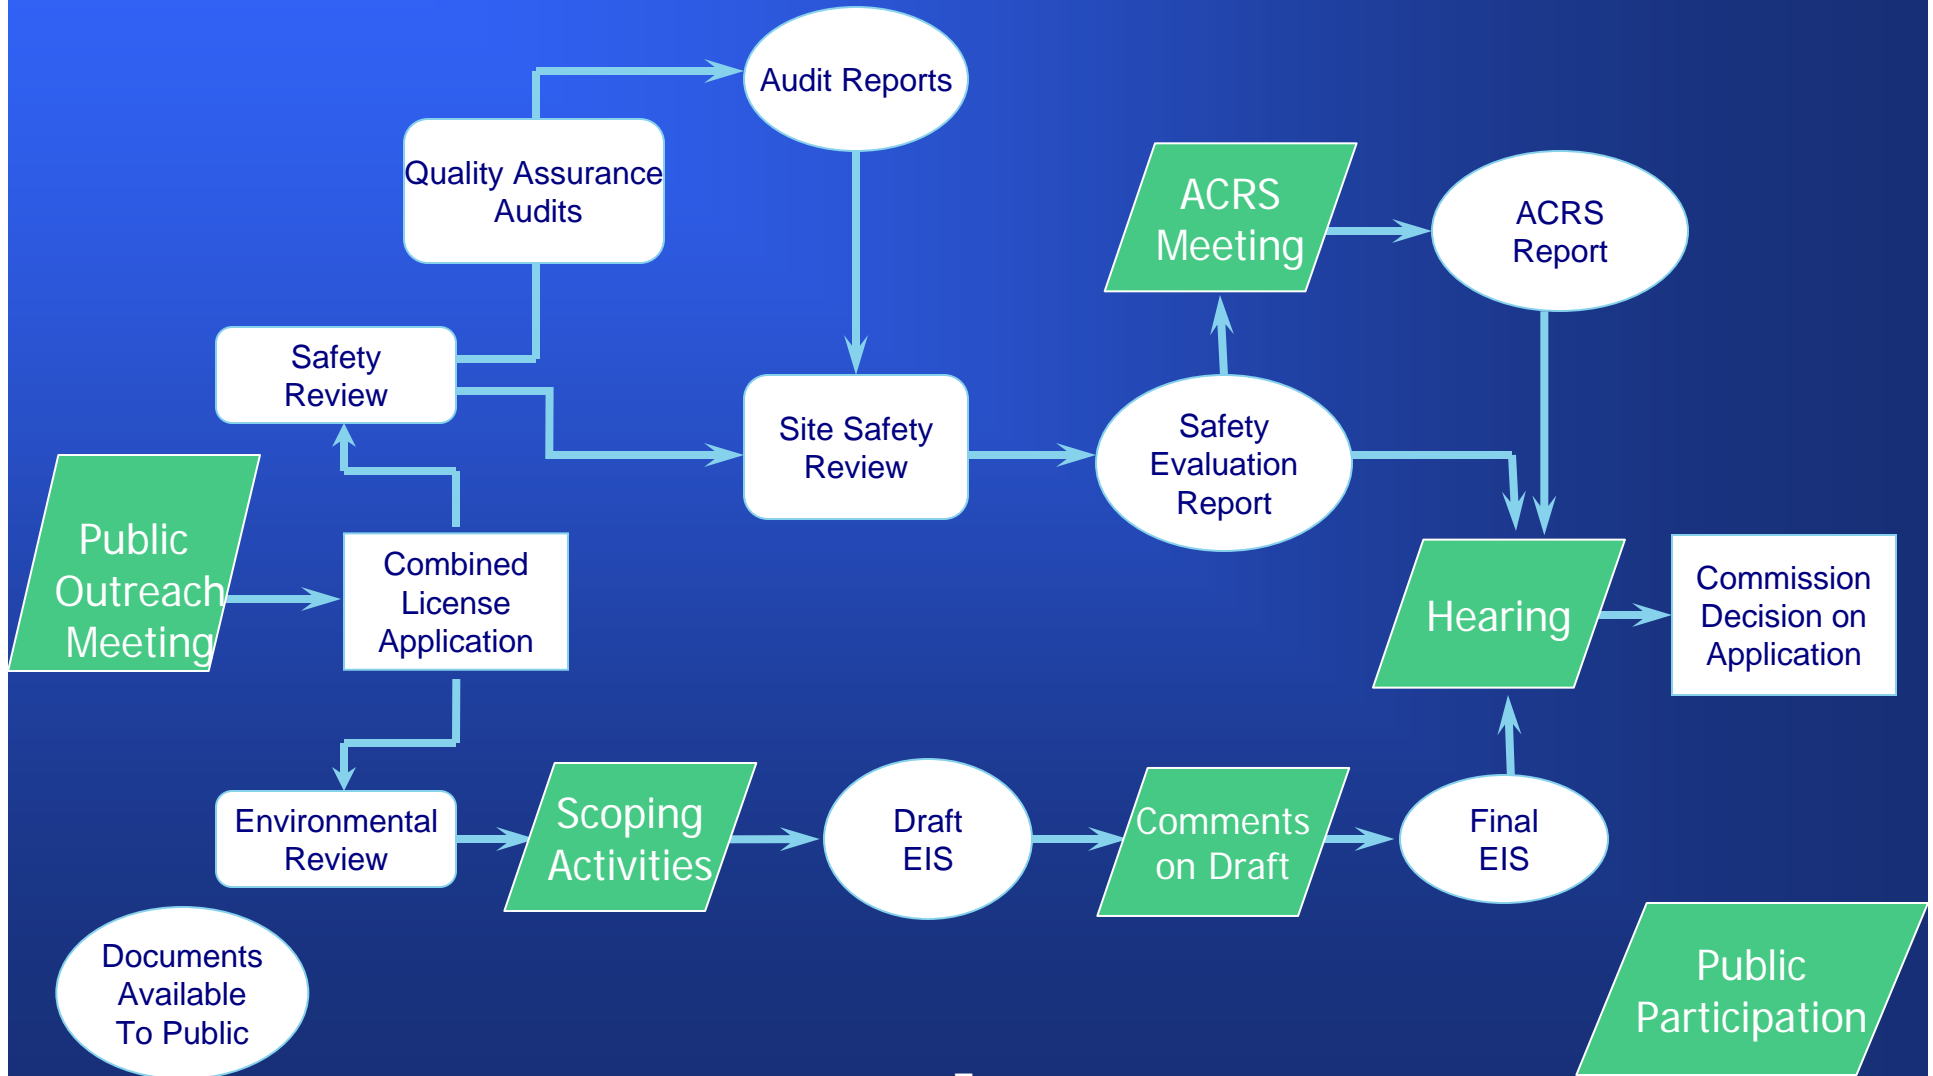 Audit Reports
Quality Assurance
Audits
ACRS
Meeting
ACRS
Report
Safety
Review
Site Safety
Review
Safety
Evaluation
Report
Public
Outreach
Meeting
Combined
License
Application
Hearing
Commission
Decision on
Application
Environmental
Review
Scoping
Activities
Draft
EIS
Comments
on Draft
Final
EIS
Documents
Available
To Public
Public
Participation